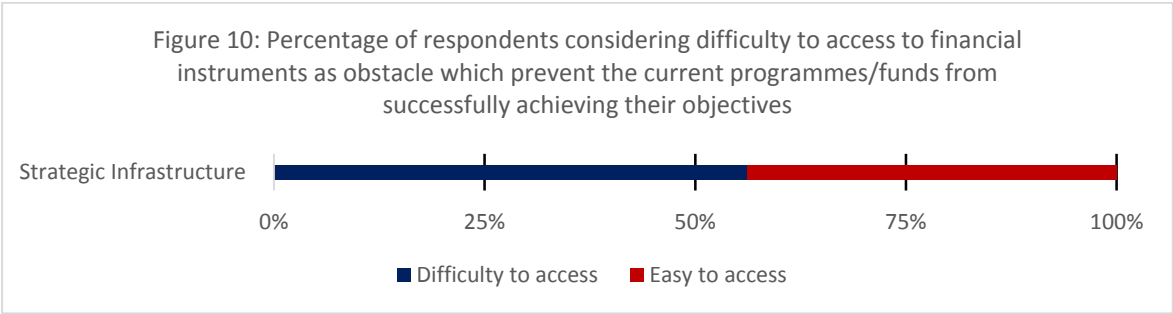 Figure 10: Percentage of respondents considering difficulty to access to financial
instruments as obstacle which prevent the current programmes/funds from
successfully achieving their objectives
Strategic Infrastructure
0% 25% 50% 75% 100%
Difficulty to access Easy to access